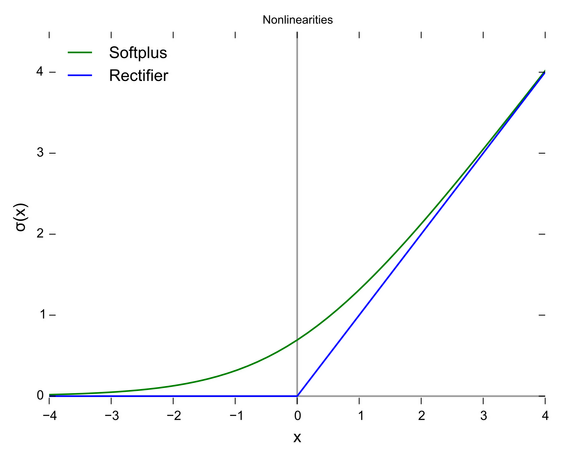 Nonlinearities
Softplus
Rectifier
4
3
2
1
0
σ(x)
−4 −3 −2 −1 0 1 2 3 4
x